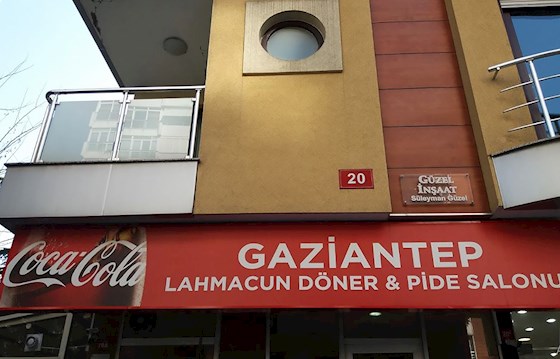 20
GÜZEL
İNŞAAT
Süleyman Güzel
Coca-Cola
GAZİANTEP
LAHMACUN DÖNER & PİDE SALONU